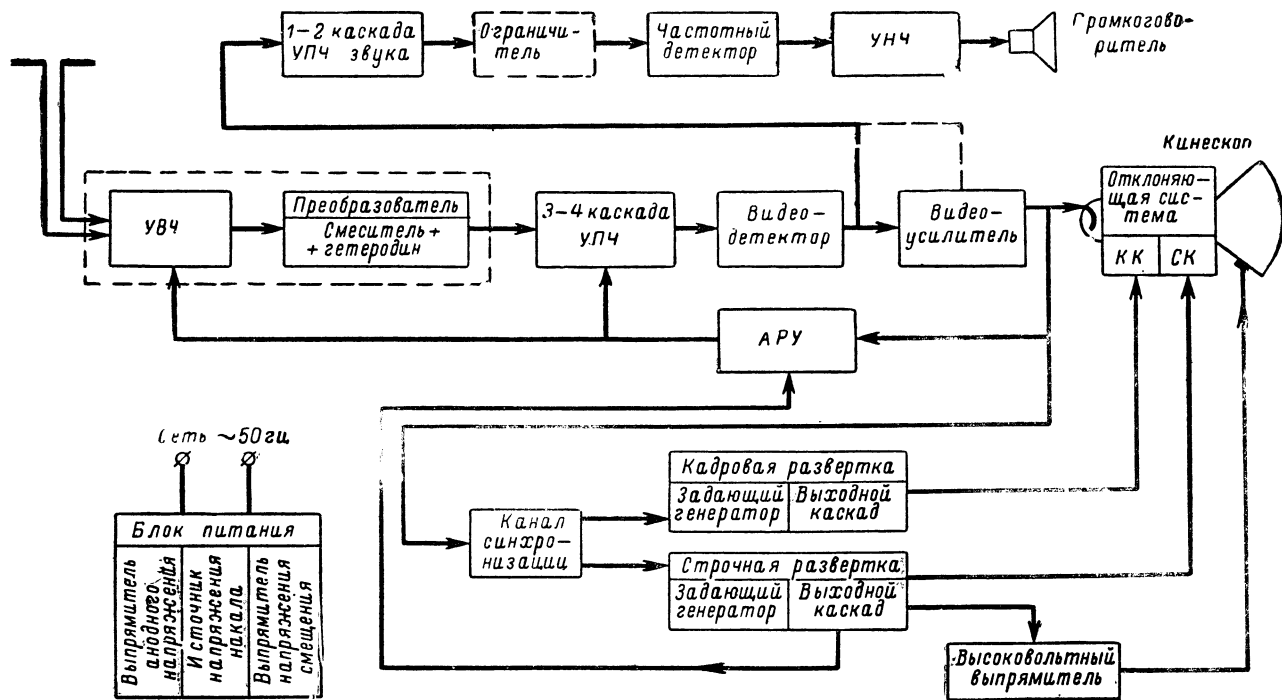 1–2 каскада
УПЧ звука
Ограничи-
тель
Частотный
детектор
УНЧ
Громкогово-
ритель
Кинескоп
УВЧ
Преобразователь
Смеситель +
+ гетеродин
3–4 каскада
УПЧ
Видео-
детектор
Видео-
усилитель
Отклоняю-
щая сис-
тема
КК
СК
АРУ
Сеть ~50 гц
Кадровая развертка
Задающий
генератор
Выходной
каскад
Канал
синхро-
низации
Строчная развертка
Задающий
генератор
Выходной
каскад
Высоковольтный
выпрямитель
Блок питания
Выпрямитель
анодного
напряжения
Источник
напряжения
накала
Выпрямитель
напряжения
смещения